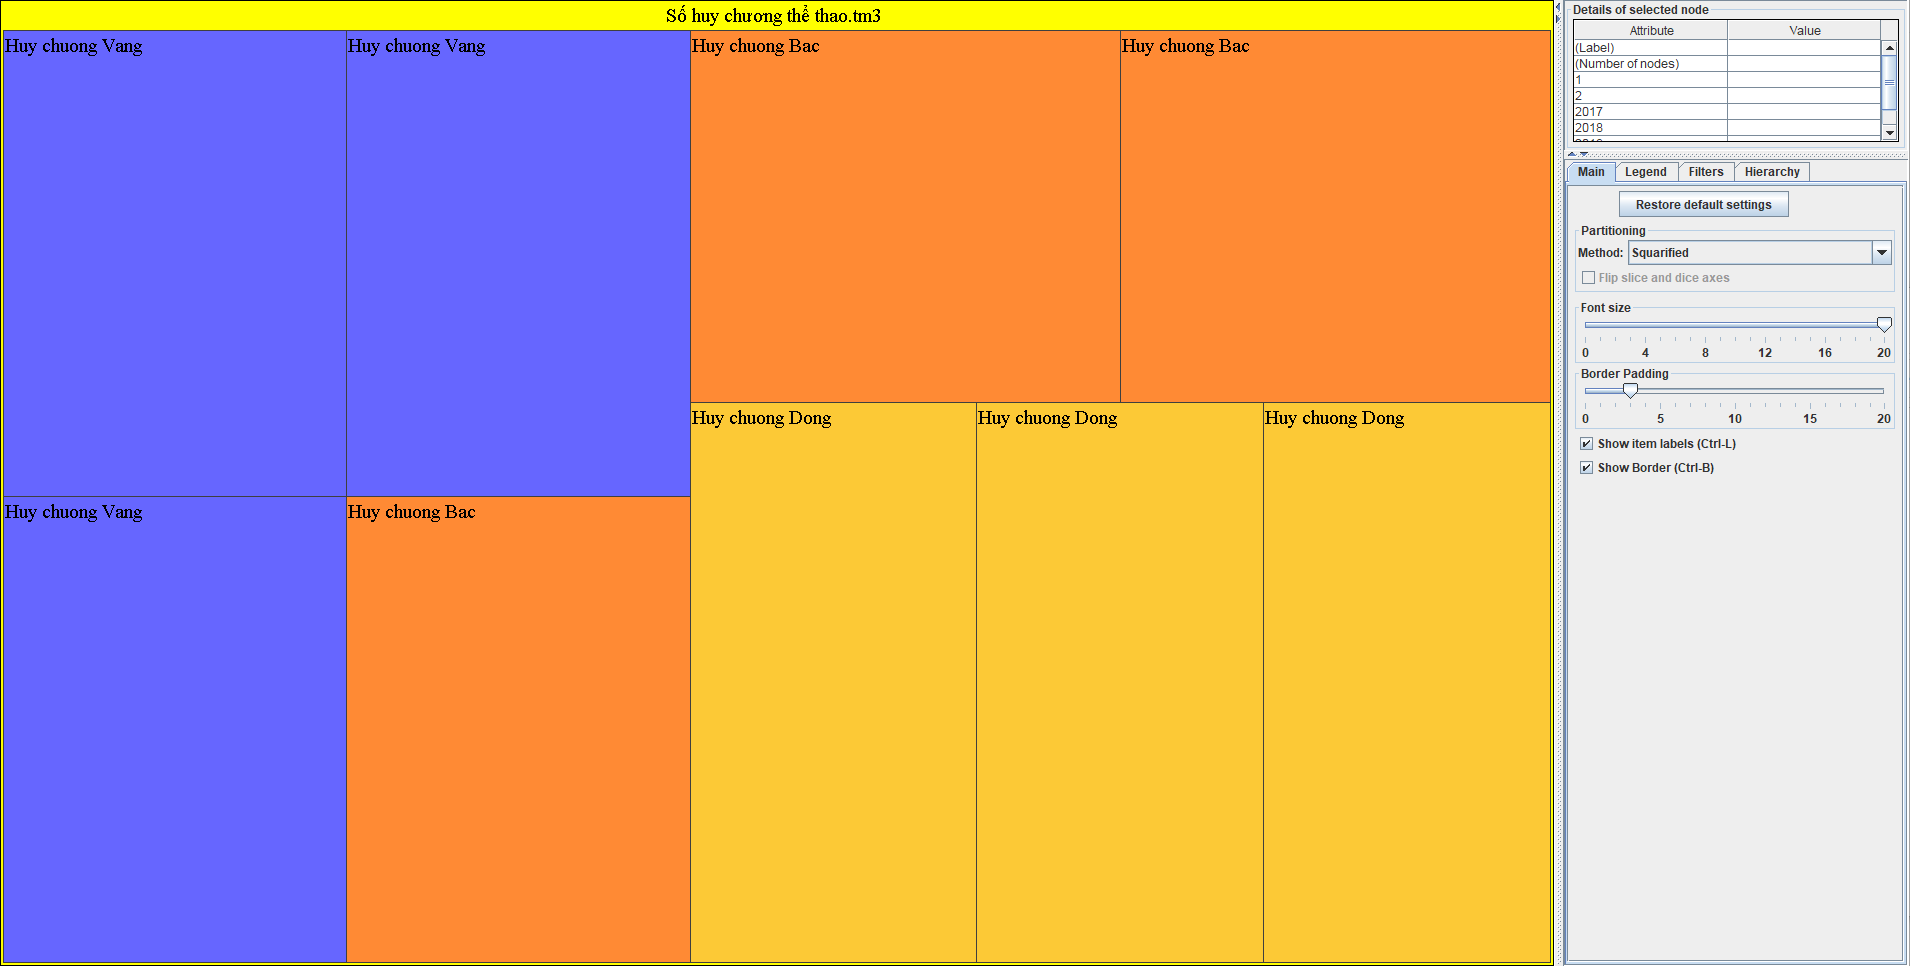 Số huy chương thể thao.tm3
Huy chuong Vang
Huy chuong Vang
Huy chuong Bac
Huy chuong Bac
Huy chuong Dong
Huy chuong Dong
Huy chuong Dong
Huy chuong Vang
Huy chuong Bac
Details of selected node
Attribute Value
(Label)
(Number of nodes)
1
2
2017
2018
Main Legend Filters Hierarchy
Restore default settings
Partitioning
Method: Squarified
Flip slice and dice axes
Font size
0 4 8 12 16 20
Border Padding
0 5 10 15 20
Show item labels (Ctrl-L)
Show Border (Ctrl-B)